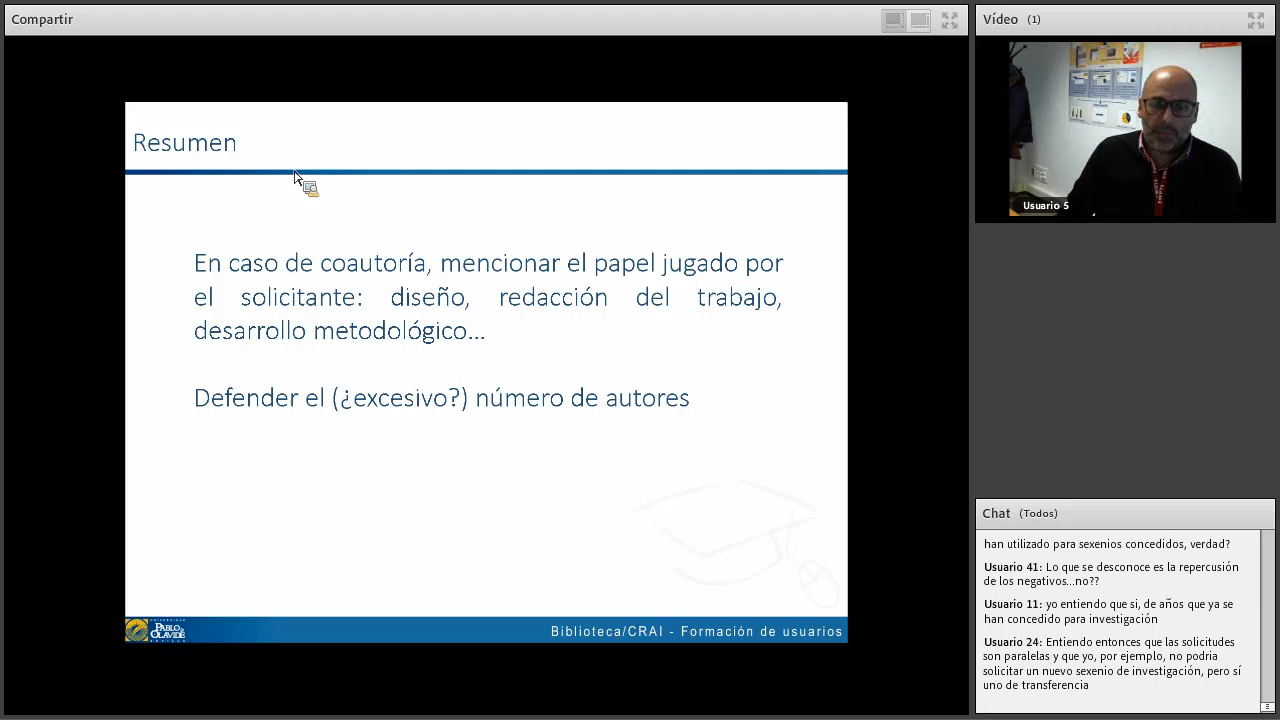 Compartir
Resumen
En caso de coautoría, mencionar el papel jugado por
el solicitante: diseño, redacción del trabajo,
desarrollo metodológico...
Defender el (¿excesivo?) número de autores
PABLO DE
OLAVIDE
Biblioteca/CRAI - Formación de usuarios
Vídeo (1)
Usuario 5
Chat (Todos)
han utilizado para sexenios concedidos, verdad?
Usuario 41: Lo que se desconoce es la repercusión
de los negativos...no??
Usuario 11: yo entiendo que si, de años que ya se
han concedido para investigación
Usuario 24: Entiendo entonces que las solicitudes
son paralelas y que yo, por ejemplo, no podria
solicitar un nuevo sexenio de investigación, pero sí
uno de transferencia